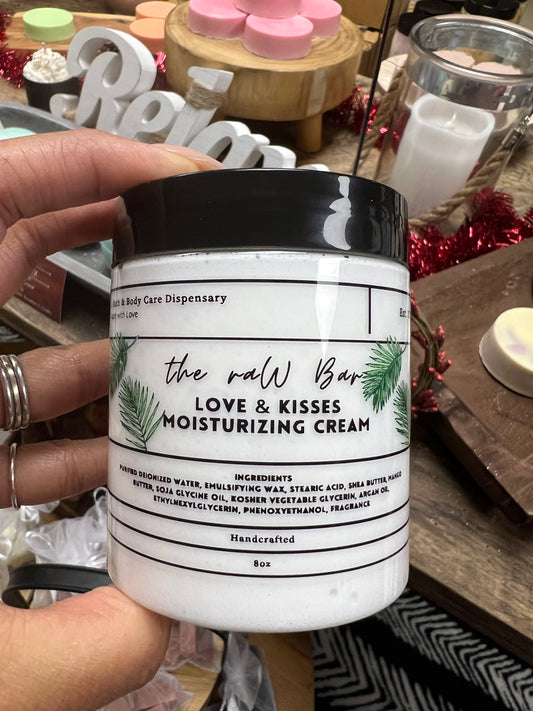 Rela
Bath & Body Care Dispensary
with Love
Est.
the raW Bar
LOVE & KISSES
MOISTURIZING CREAM
INGREDIENTS
PURIFIED DEIONIZED WATER, EMULSIFYING WAX, STEARIC ACID, SHEA BUTTER, MANGO
BUTTER, SOJA GLYCINE OIL, KOSHER VEGETABLE GLYCERIN, ARGAN OIL,
ETHYLHEXYLGLYCERIN, PHENOXYETHANOL, FRAGRANCE
Handcrafted
8oz